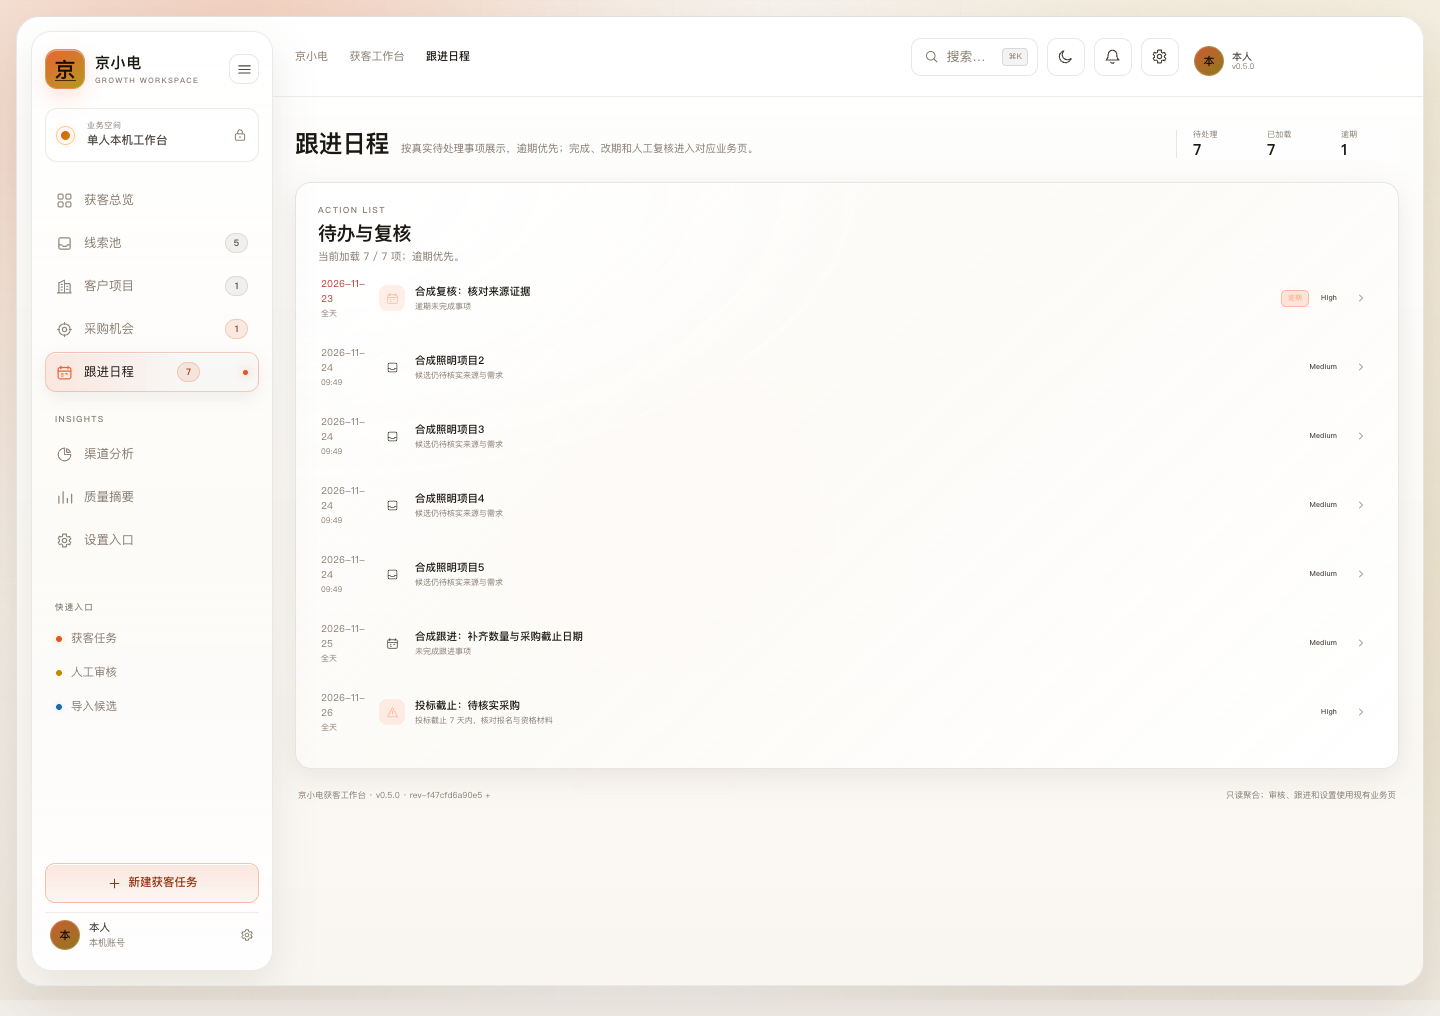 京
京小电
GROWTH WORKSPACE
业务空间
单人本机工作台
获客总览
线索池
5
客户项目
1
采购机会
1
跟进日程
7
INSIGHTS
渠道分析
质量摘要
设置入口
快速入口
获客任务
人工审核
导入候选
新建获客任务
本
本人
本机账号
京小电 获客工作台 跟进日程
搜索… ⌘K
本
本人
v0.5.0
跟进日程
按真实待处理事项展示，逾期优先；完成、改期和人工复核进入对应业务页。
待处理 已加载 逾期
7 7 1
ACTION LIST
待办与复核
当前加载 7 / 7 项；逾期优先。
2026-11-
23
全天
合成复核：核对来源证据
逾期未完成事项
逾期
High
2026-11-
24
09:49
合成照明项目2
候选仍待核实来源与需求
Medium
2026-11-
24
09:49
合成照明项目3
候选仍待核实来源与需求
Medium
2026-11-
24
09:49
合成照明项目4
候选仍待核实来源与需求
Medium
2026-11-
24
09:49
合成照明项目5
候选仍待核实来源与需求
Medium
2026-11-
25
全天
合成跟进：补齐数量与采购截止日期
未完成跟进事项
Medium
2026-11-
26
全天
投标截止：待核实采购
投标截止 7 天内，核对报名与资格材料
High
京小电获客工作台 · v0.5.0 · rev-f47cfd6a90e5 +
只读聚合；审核、跟进和设置使用现有业务页